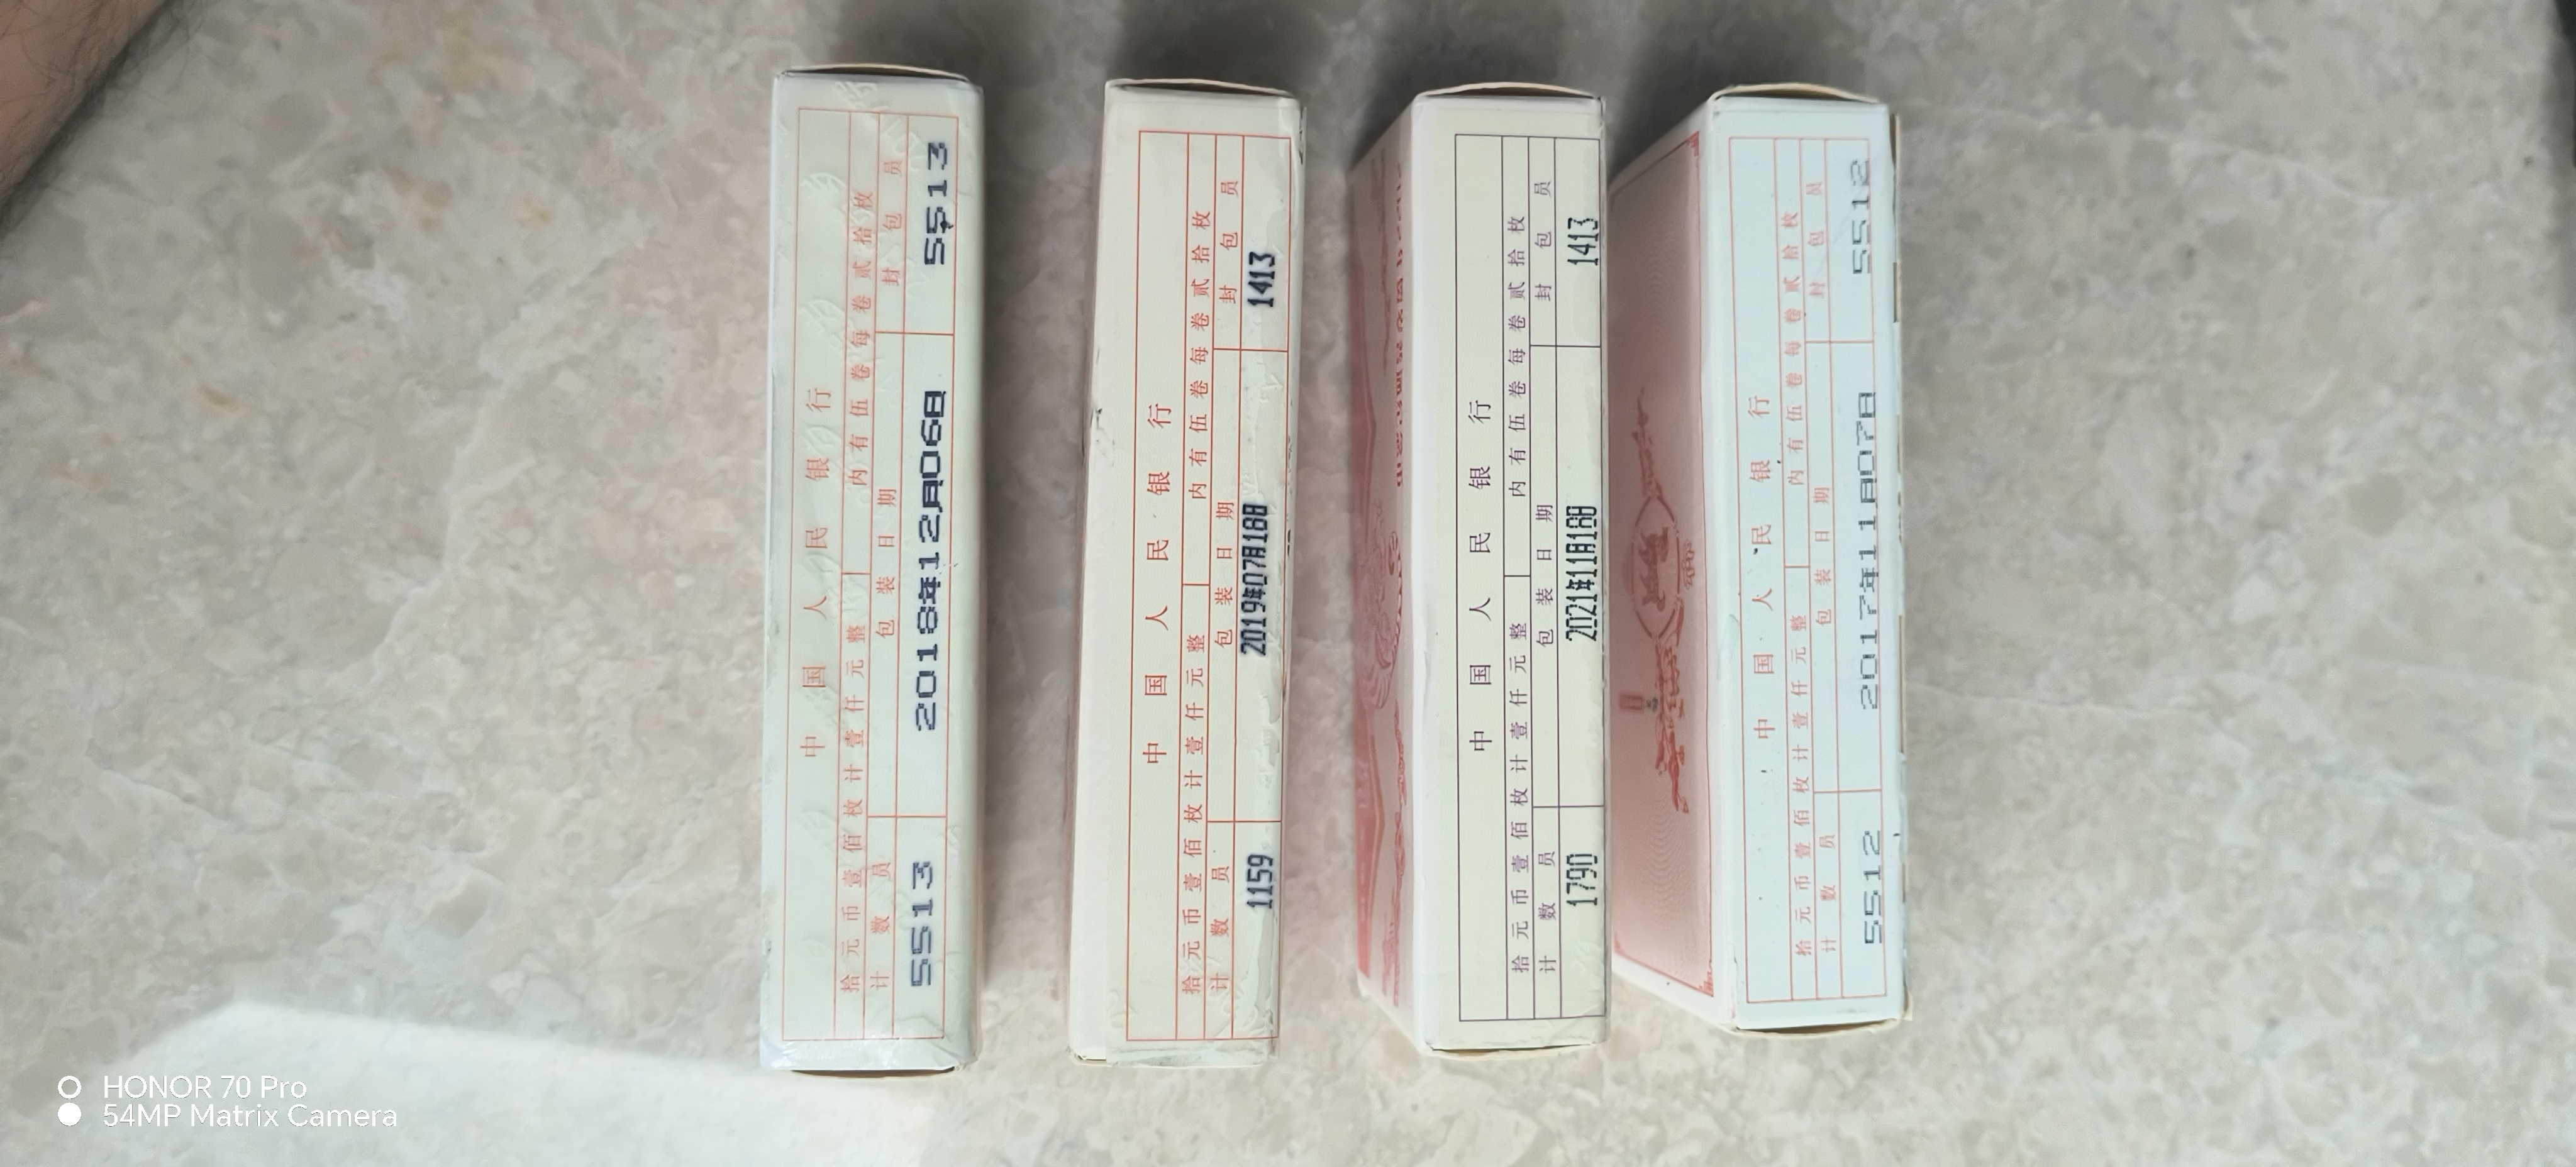 中国人民银行
拾元币壹佰枚计壹仟元整 内有伍卷每卷贰拾枚
计数员 包装日期 封包员
5513 2018年12月06日 5513
中国人民银行
拾元币壹佰枚计壹仟元整 内有伍卷每卷贰拾枚
计数员 包装日期 封包员
1159 2019年07月18日 1413
中国人民银行
拾元币壹佰枚计壹仟元整 内有伍卷每卷贰拾枚
计数员 包装日期 封包员
1790 2021年11月18日 1413
中国人民银行
拾元币壹佰枚计壹仟元整 内有伍卷每卷贰拾枚
计数员 包装日期 封包员
5512 2017年11月07日 5512
HONOR 70 Pro
54MP Matrix Camera